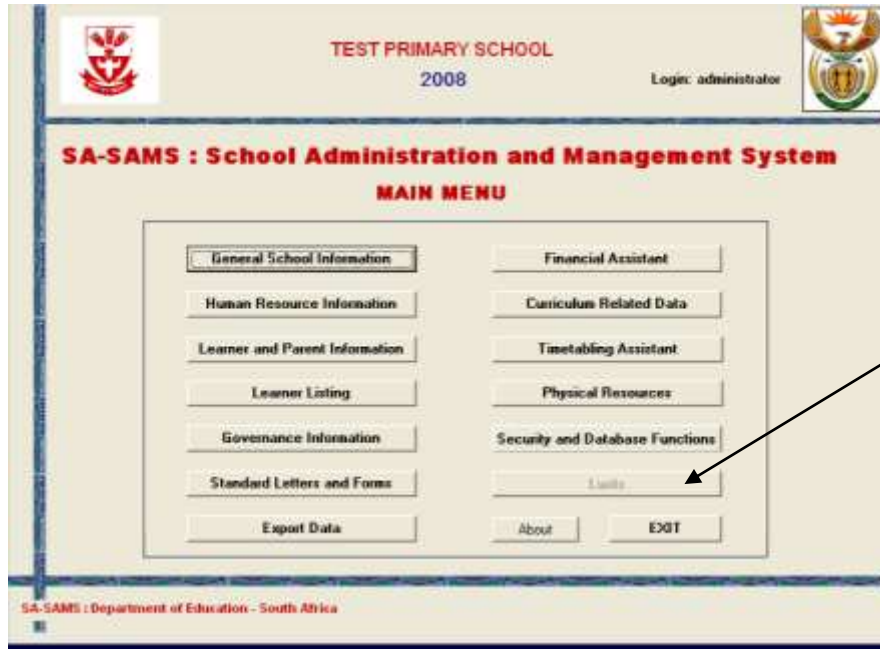 TEST PRIMARY SCHOOL
2008
Login: administrator
SA-SAMS : School Administration and Management System
MAIN MENU
General School Information
Financial Assistant
Human Resource Information
Curriculum Related Data
Learner and Parent Information
Timetabling Assistant
Learner Listing
Physical Resources
Governance Information
Security and Database Functions
Standard Letters and Forms
Export Data
About
EXIT
SA-SAMS : Department of Education - South Africa